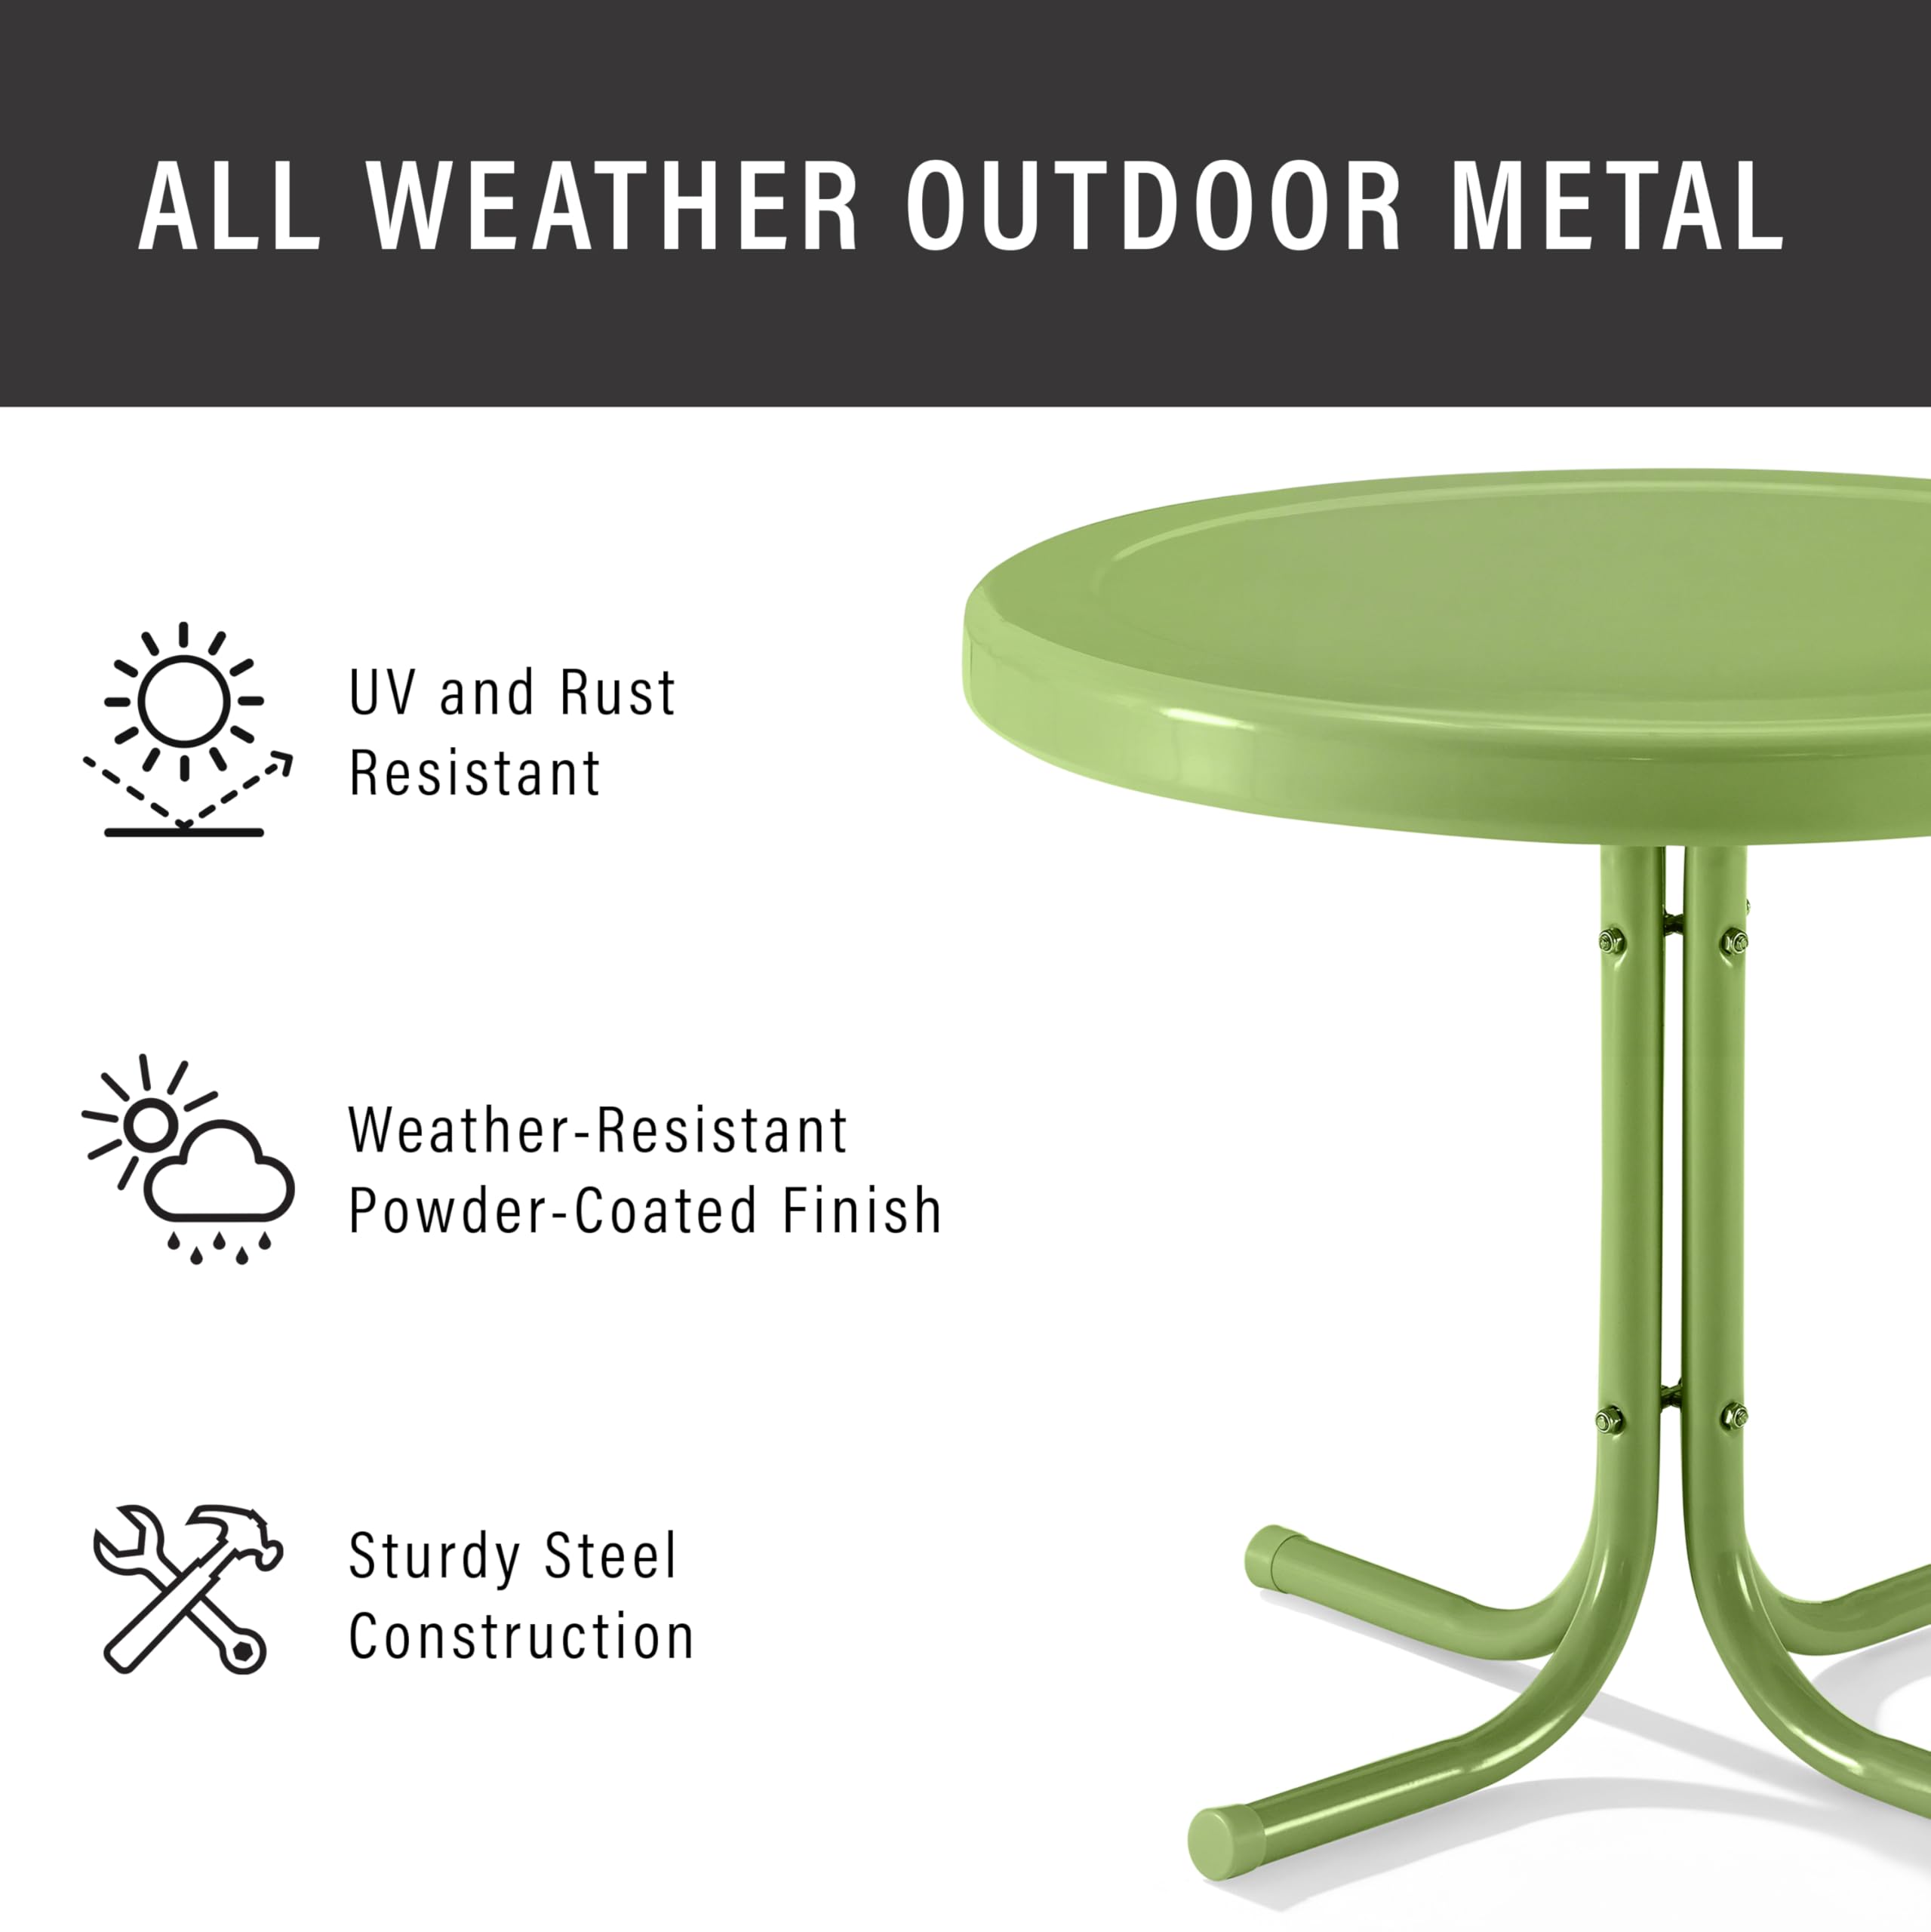 ALL WEATHER OUTDOOR METAL
UV and Rust
Resistant
Weather-Resistant
Powder-Coated Finish
Sturdy Steel
Construction